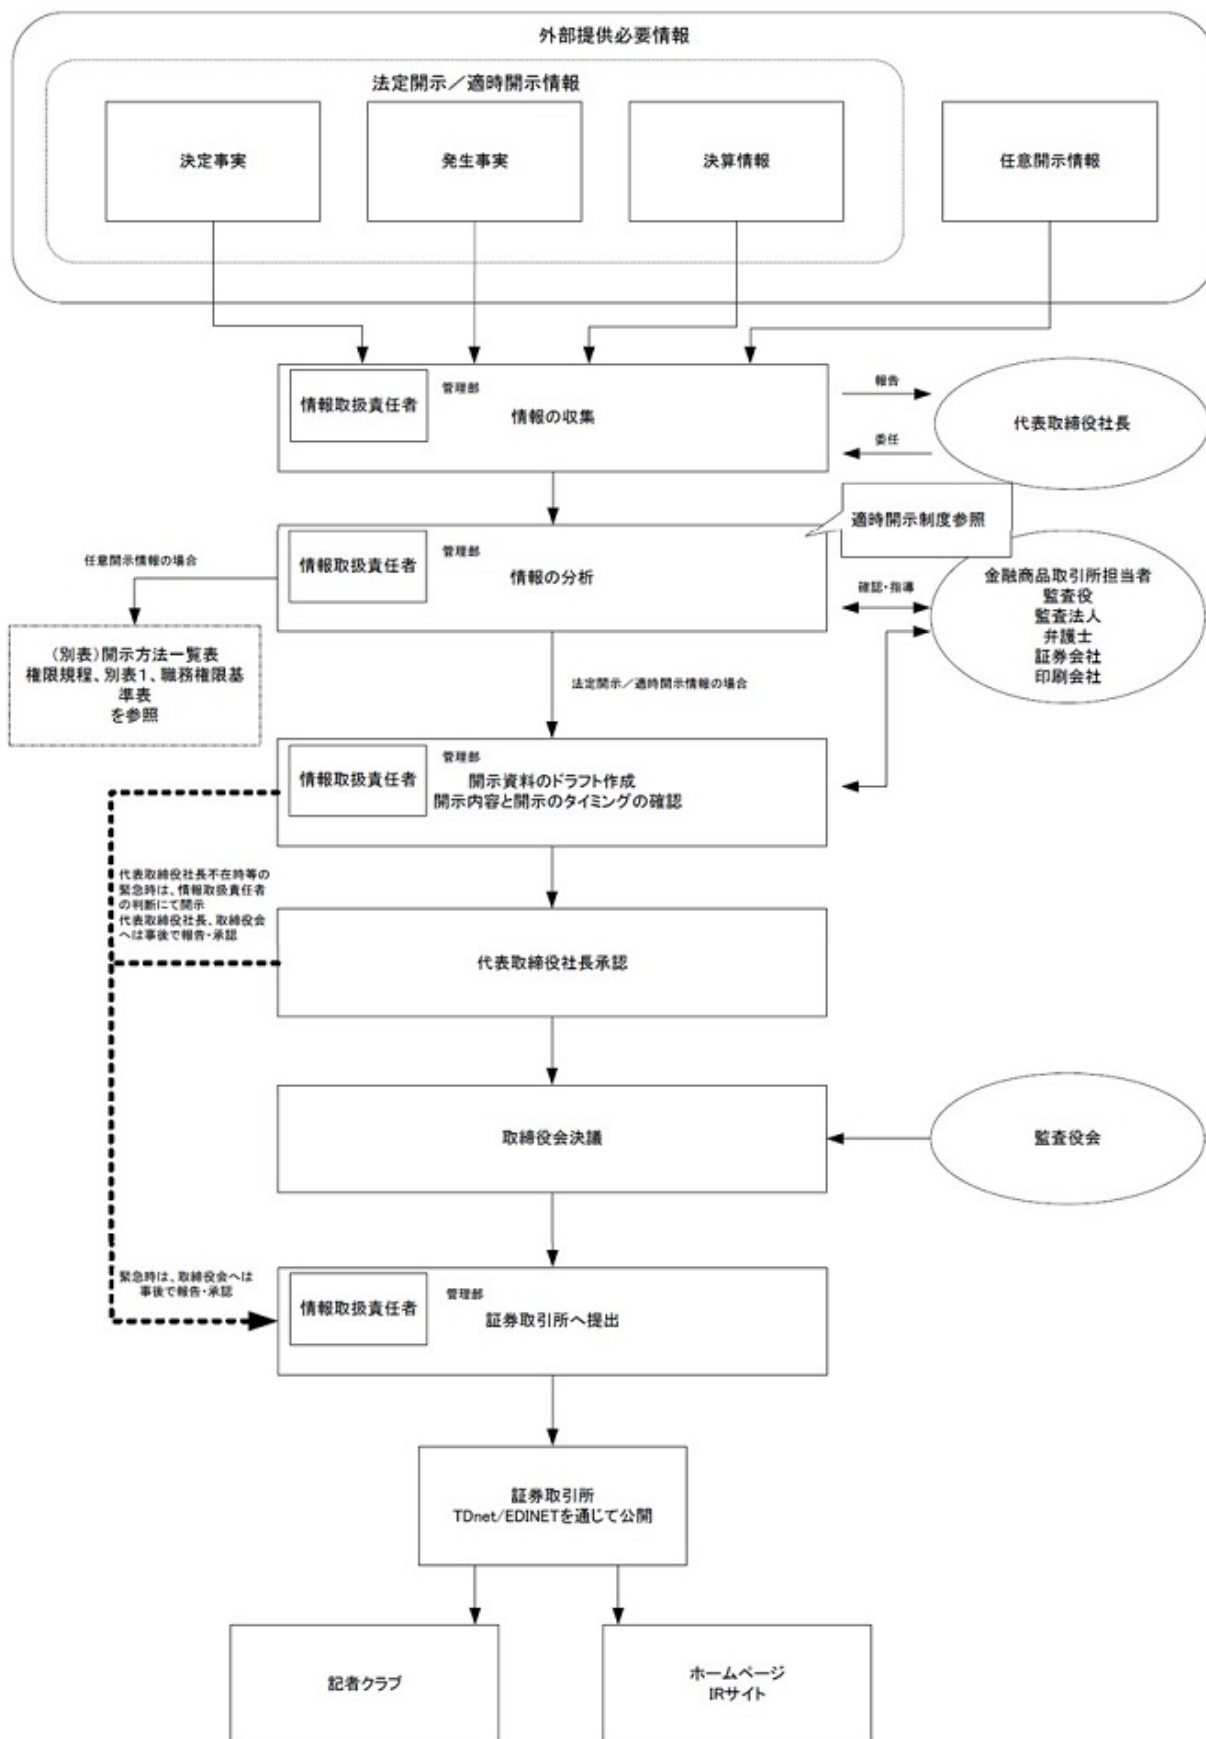 外部提供必要情報
法定開示／適時開示情報
決定事実
発生事実
決算情報
任意開示情報
情報取扱責任者
管理部
情報の収集
報告
委任
代表取締役社長
適時開示制度参照
情報取扱責任者
管理部
情報の分析
任意開示情報の場合
確認・指導
金融商品取引所担当者
監査役
監査法人
弁護士
証券会社
印刷会社
(別表)開示方法一覧表
権限規程、別表１、職務権限基
準表
を参照
法定開示／適時開示情報の場合
情報取扱責任者
管理部
開示資料のドラフト作成
開示内容と開示のタイミングの確認
代表取締役社長不在時等の
緊急時は、情報取扱責任者
の判断にて開示
代表取締役社長、取締役会
へは事後で報告・承認
代表取締役社長承認
取締役会決議
監査役会
緊急時は、取締役会へは
事後で報告・承認
情報取扱責任者
管理部
証券取引所へ提出
証券取引所
TDnet/EDINETを通じて公開
記者クラブ
ホームページ
IRサイト